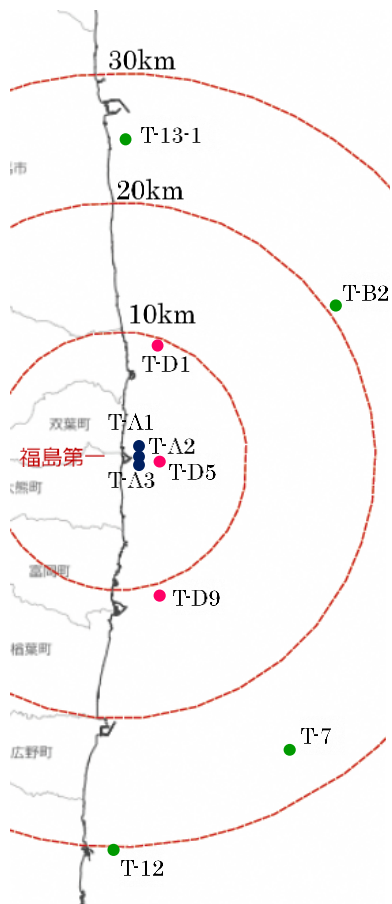 30km
T-13-1
市
20km
T-B2
10km
T-D1
双葉町
T-A1
T-A2
福島第一
T-D5
T-A3
大熊町
富岡町
T-D9
楢葉町
T-7
広野町
T-12